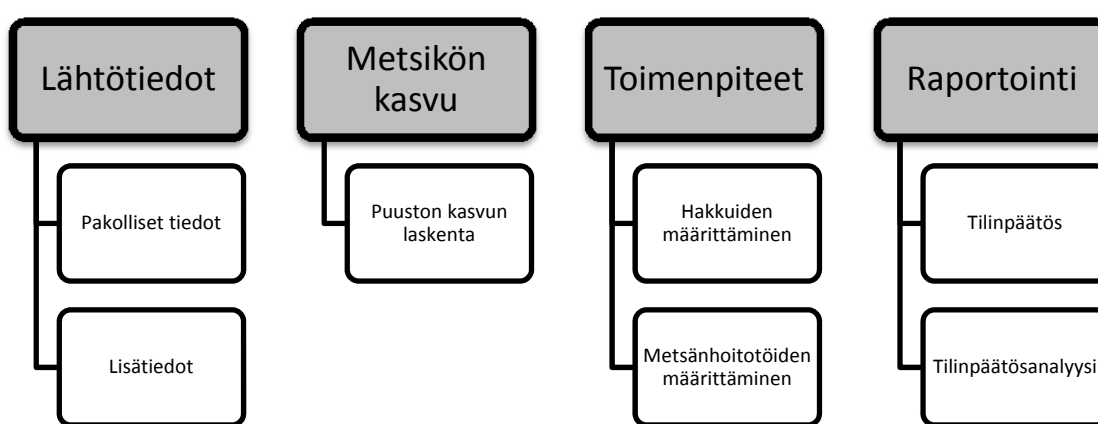 Lähtötiedot
Pakolliset tiedot
Lisätiedot
Metsikön
kasvu
Puuston kasvun
laskenta
Toimenpiteet
Hakkuiden
määrittäminen
Metsänhoitotöiden
määrittäminen
Raportointi
Tilinpäätös
Tilinpäätösanalyysi